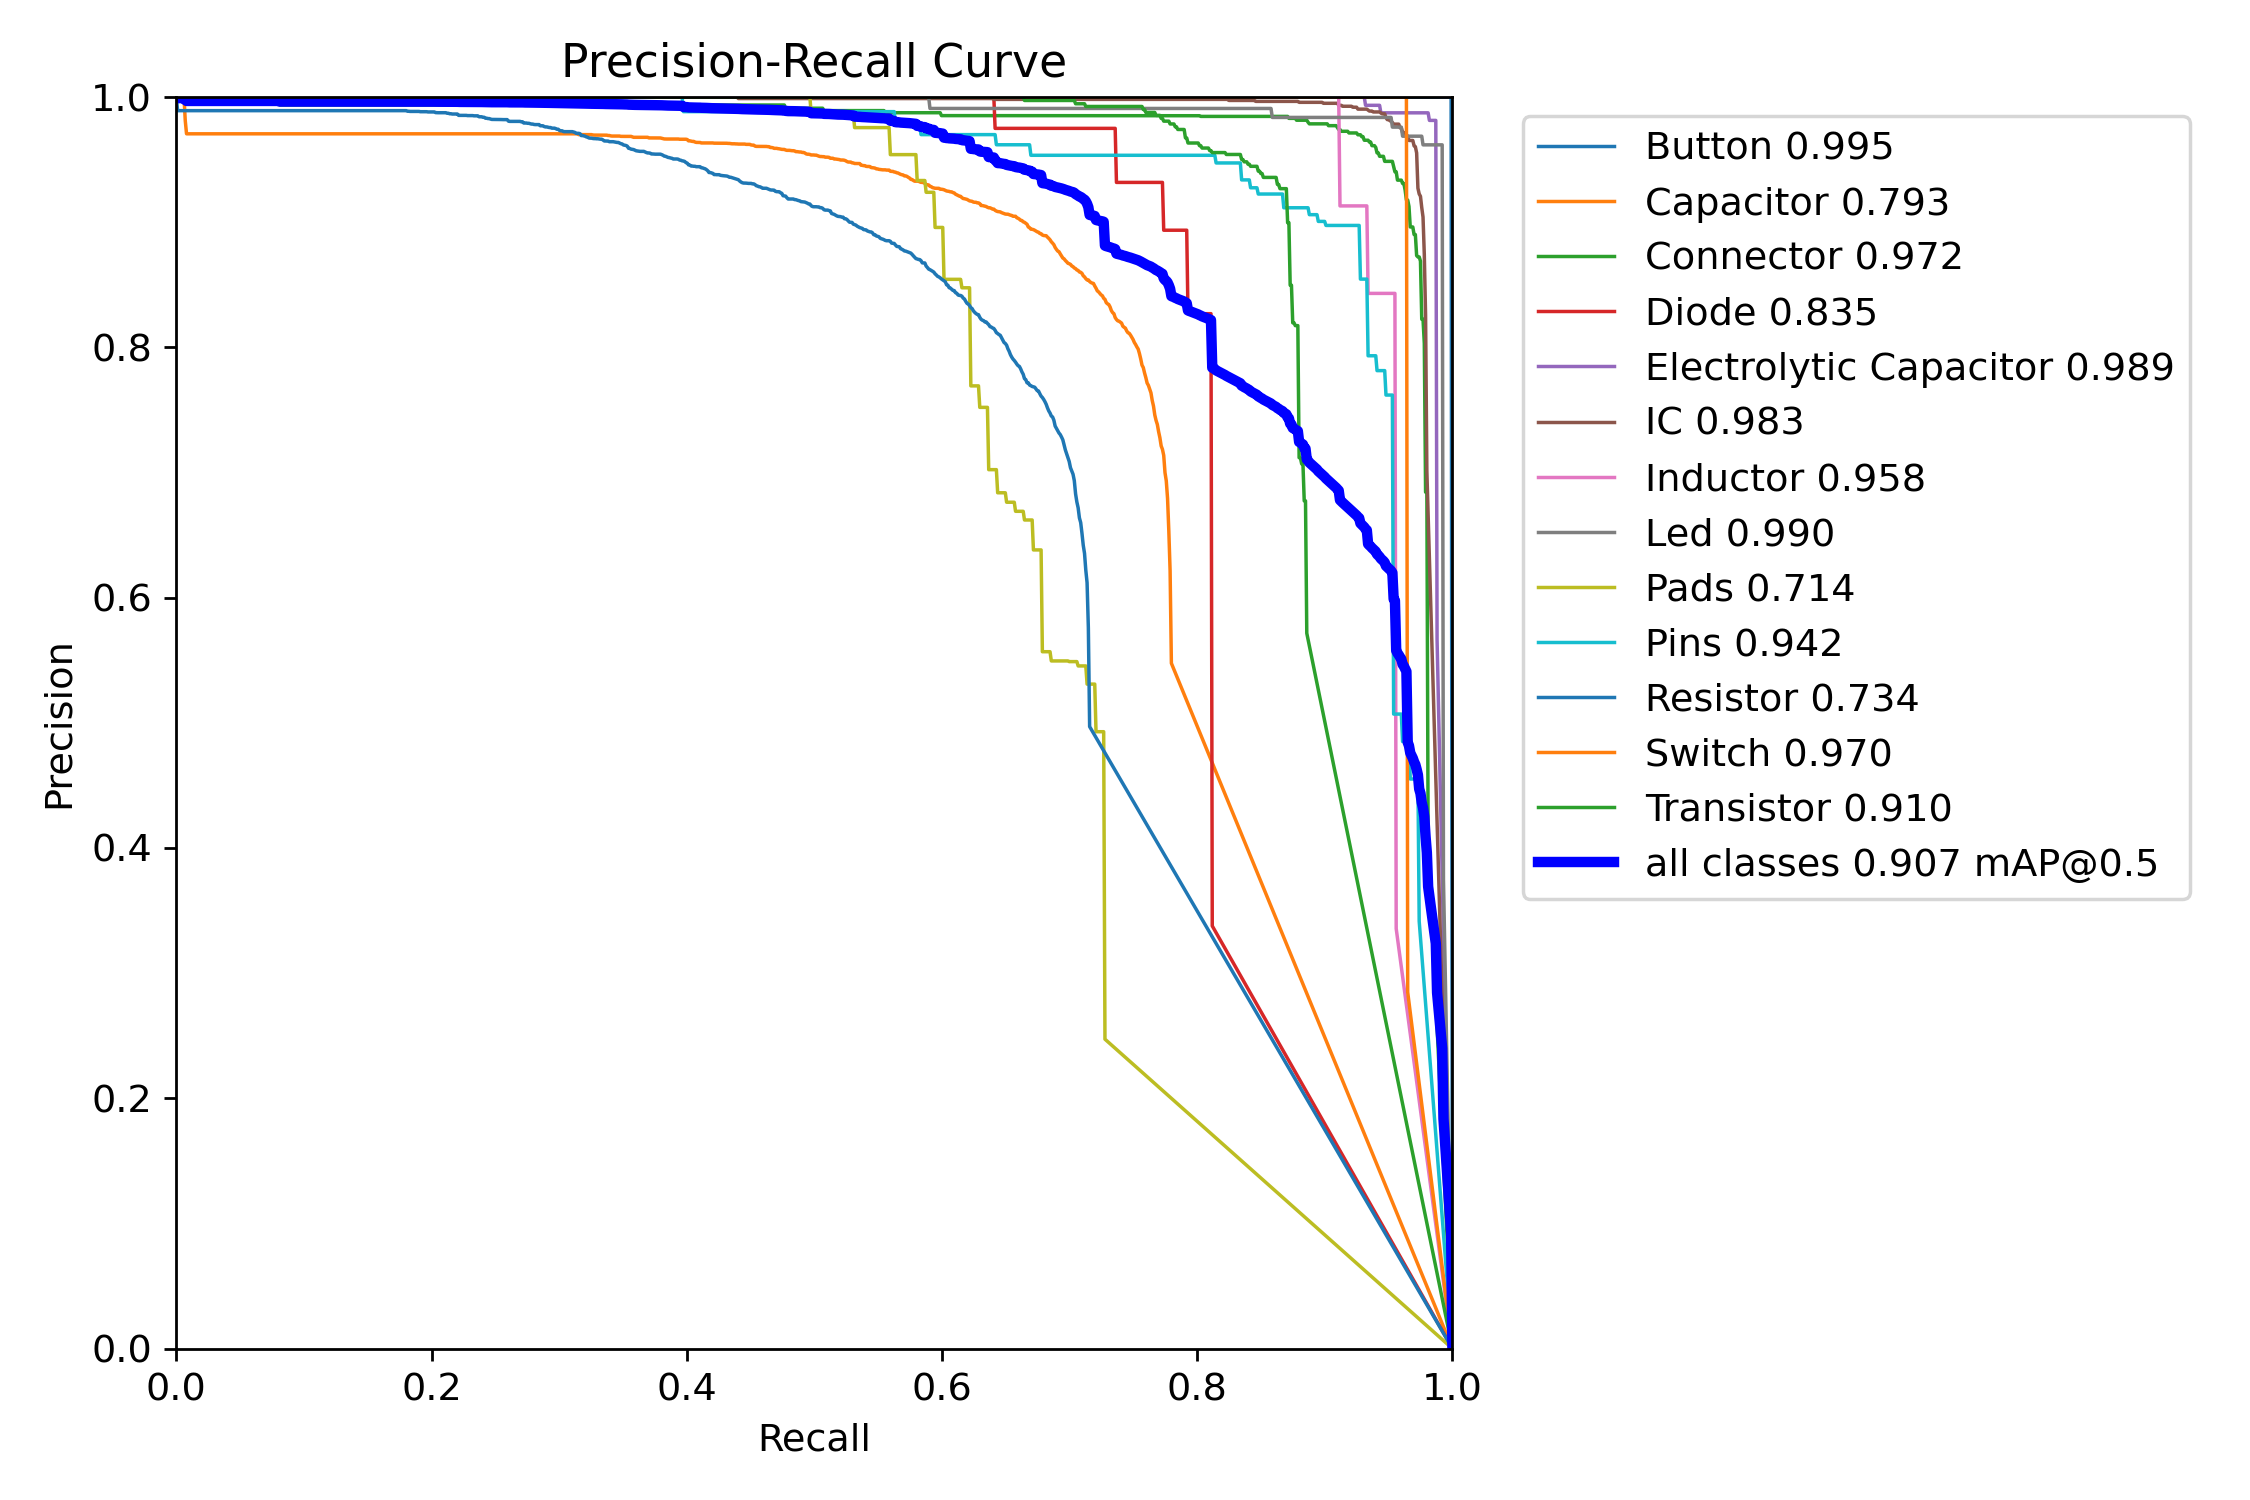 Precision-Recall Curve
1.0
0.8
0.6
0.4
0.2
0.0
Precision
0.0 0.2 0.4 0.6 0.8 1.0
Recall
Button 0.995
Capacitor 0.793
Connector 0.972
Diode 0.835
Electrolytic Capacitor 0.989
IC 0.983
Inductor 0.958
Led 0.990
Pads 0.714
Pins 0.942
Resistor 0.734
Switch 0.970
Transistor 0.910
all classes 0.907 mAP@0.5